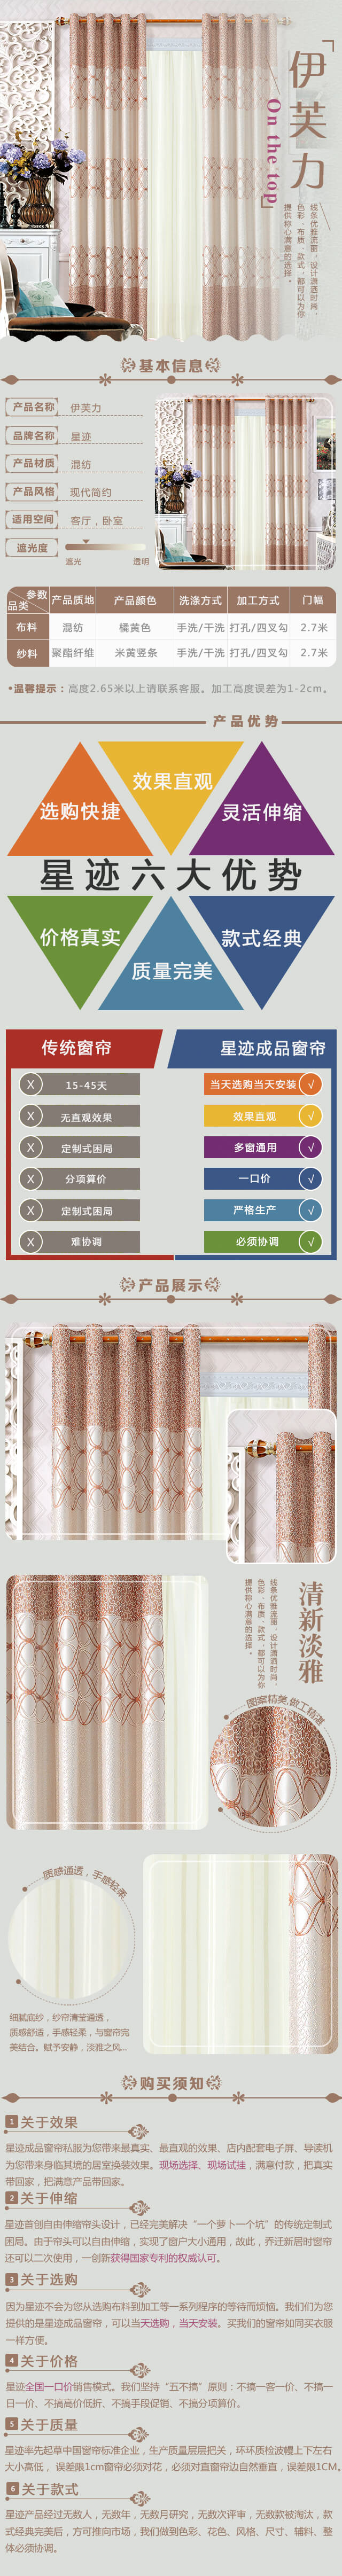 伊芙力
On the top
线条优雅流丽，设计潇洒时尚，
色彩、布质、款式，都可以为你
提供称心满意的选择。
基本信息
产品名称 伊芙力
品牌名称 星迹
产品材质 混纺
产品风格 现代简约
适用空间 客厅，卧室
遮光度
遮光 透明
参数 品类 产品质地 产品颜色 洗涤方式 加工方式 门幅
布料 混纺 橘黄色 手洗/干洗 打孔/四叉勾 2.7米
纱料 聚酯纤维 米黄竖条 手洗/干洗 打孔/四叉勾 2.7米
•温馨提示：高度2.65米以上请联系客服。加工高度误差为1-2cm。
产品优势
选购快捷
效果直观
灵活伸缩
星迹六大优势
价格真实
质量完美
款式经典
传统窗帘 星迹成品窗帘
X 15-45天 当天选购当天安装 √
X 无直观效果 效果直观 √
X 定制式困局 多窗通用 √
X 分项算价 一口价 √
X 定制式困局 严格生产 √
X 难协调 必须协调 √
产品展示
清新淡雅
线条优雅流丽，设计潇洒时尚，
色彩、布质、款式，都可以为你
提供称心满意的选择。
图案精美,做工精湛
质感通透，手感轻柔
细腻底纱，纱帘清莹通透，
质感舒适，手感轻柔，与窗帘完
美结合。赋予安静，淡雅之风...
购买须知
1 关于效果
星迹成品窗帘私服为您带来最真实、最直观的效果、店内配套电子屏、导读机
为您带来身临其境的居室换装效果。现场选择、现场试挂，满意付款，把真实
带回家，把满意产品带回家。
2 关于伸缩
星迹首创自由伸缩帘头设计，已经完美解决“一个萝卜一个坑”的传统定制式
困局。由于帘头可以自由伸缩，实现了窗户大小通用，故此，乔迁新居时窗帘
还可以二次使用，一创新获得国家专利的权威认可。
3 关于选购
因为星迹不会为您从选购布料到加工等一系列程序的等待而烦恼。我们们为您
提供的是星迹成品窗帘，可以当天选购，当天安装。买我们的窗帘如同买衣服
一样方便。
4 关于价格
星迹全国一口价销售模式。我们坚持“五不搞”原则：不搞一客一价、不搞一
日一价、不搞高价低折、不搞手段促销、不搞分项算价。
5 关于质量
星迹率先起草中国窗帘标准企业，生产质量层层把关，环环质检波幔上下左右
大小高低， 误差限1cm窗帘必须对花，必须对直窗帘边自然垂直，误差限1CM。
6 关于款式
星迹产品经过无数人，无数年，无数月研究，无数次评审，无数款被淘汰，款
式经典完美后，方可推向市场，我们做到色彩、花色、风格、尺寸、辅料、整
体必须协调。